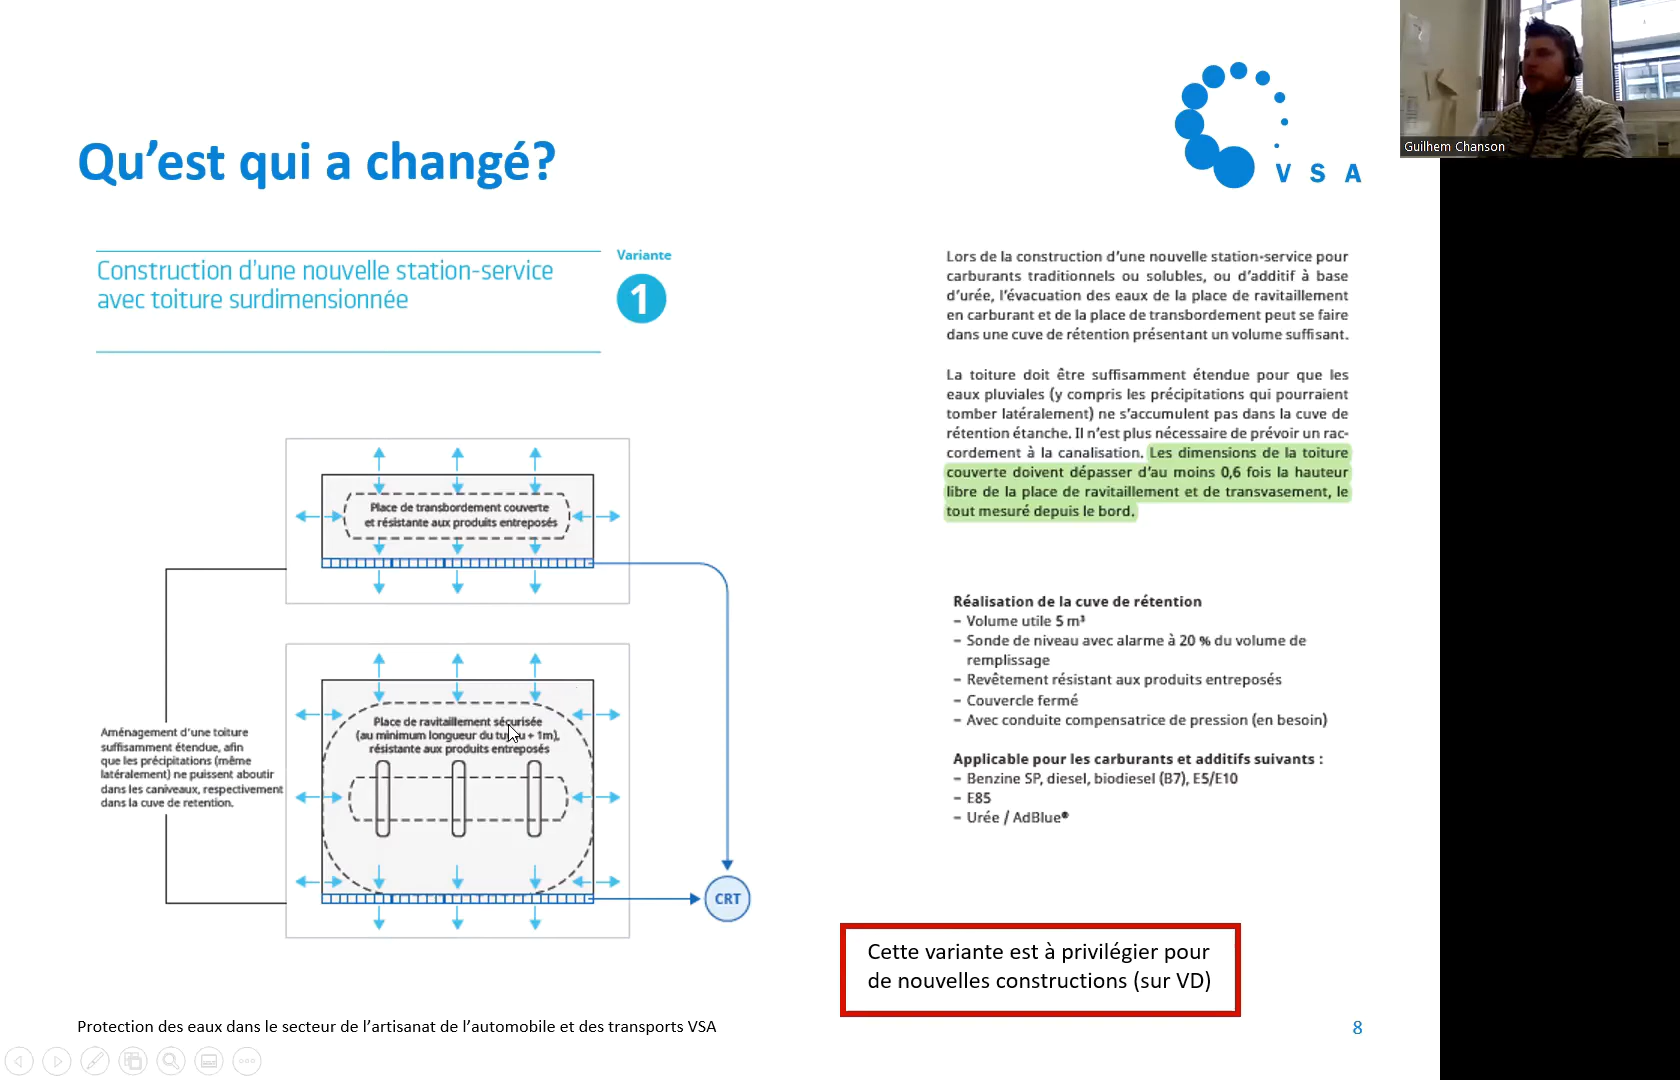 Guilhem Chanson
V S A
Qu’est qui a changé?
Construction d’une nouvelle station-service
avec toiture surdimensionnée
Variante
1
Place de transbordement couverte
et résistante aux produits entreposés
Place de ravitaillement sécurisée
(au minimum longueur du tuyau + 1m),
résistante aux produits entreposés
Aménagement d’une toiture
suffisamment étendue, afin
que les précipitations (même
latéralement) ne puissent aboutir
dans les caniveaux, respectivement
dans la cuve de retention.
CRT
Lors de la construction d’une nouvelle station-service pour
carburants traditionnels ou solubles, ou d’additif à base
d’urée, l’évacuation des eaux de la place de ravitaillement
en carburant et de la place de transbordement peut se faire
dans une cuve de rétention présentant un volume suffisant.
La toiture doit être suffisamment étendue pour que les
eaux pluviales (y compris les précipitations qui pourraient
tomber latéralement) ne s’accumulent pas dans la cuve de
rétention étanche. Il n’est plus nécessaire de prévoir un rac-
cordement à la canalisation. Les dimensions de la toiture
couverte doivent dépasser d’au moins 0,6 fois la hauteur
libre de la place de ravitaillement et de transvasement, le
tout mesuré depuis le bord.
Réalisation de la cuve de rétention
– Volume utile 5 m³
– Sonde de niveau avec alarme à 20 % du volume de
remplissage
– Revêtement résistant aux produits entreposés
– Couvercle fermé
– Avec conduite compensatrice de pression (en besoin)
Applicable pour les carburants et additifs suivants :
– Benzine SP, diesel, biodiesel (B7), E5/E10
– E85
– Urée / AdBlue®
Cette variante est à privilégier pour
de nouvelles constructions (sur VD)
Protection des eaux dans le secteur de l’artisanat de l’automobile et des transports VSA
8